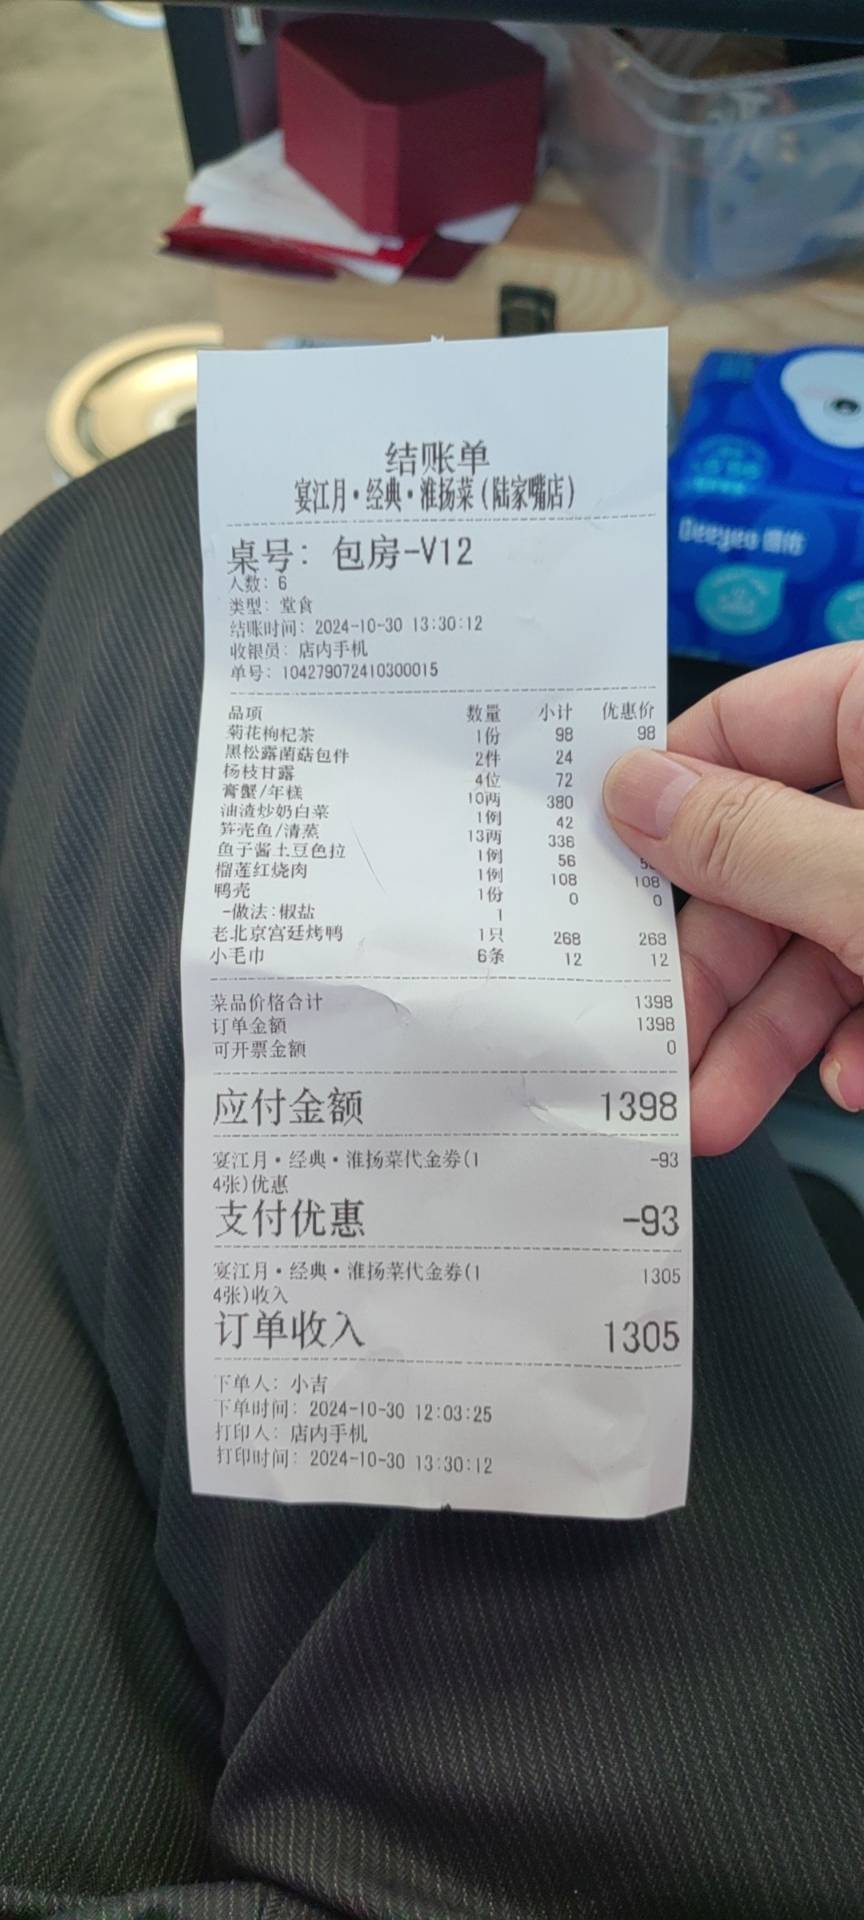 结账单
宴江月·经典·淮扬菜(陆家嘴店)
桌号: 包房-V12
人数: 6
类型: 堂食
结账时间: 2024-10-30 13:30:12
收银员: 店内手机
单号: 104279072410300015
品项 数量 小计 优惠价
菊花枸杞茶 1份 98 98
黑松露菌菇包件 2件 24
杨枝甘露 4位 72
膏蟹/年糕 10两 380
油渣炒奶白菜 1例 42
笋壳鱼/清蒸 13两 338
鱼子酱土豆色拉 1例 56
榴莲红烧肉 1例 108 108
鸭壳 1份 0 0
-做法:椒盐 1
老北京宫廷烤鸭 1只 268 268
小毛巾 6条 12 12
菜品价格合计 1398
订单金额 1398
可开票金额 0
应付金额 1398
宴江月·经典·淮扬菜代金券(1 -93
4张)优惠
支付优惠 -93
宴江月·经典·淮扬菜代金券(1 1305
4张)收入
订单收入 1305
下单人: 小吉
下单时间: 2024-10-30 12:03:25
打印人: 店内手机
打印时间: 2024-10-30 13:30:12
Deeyeo